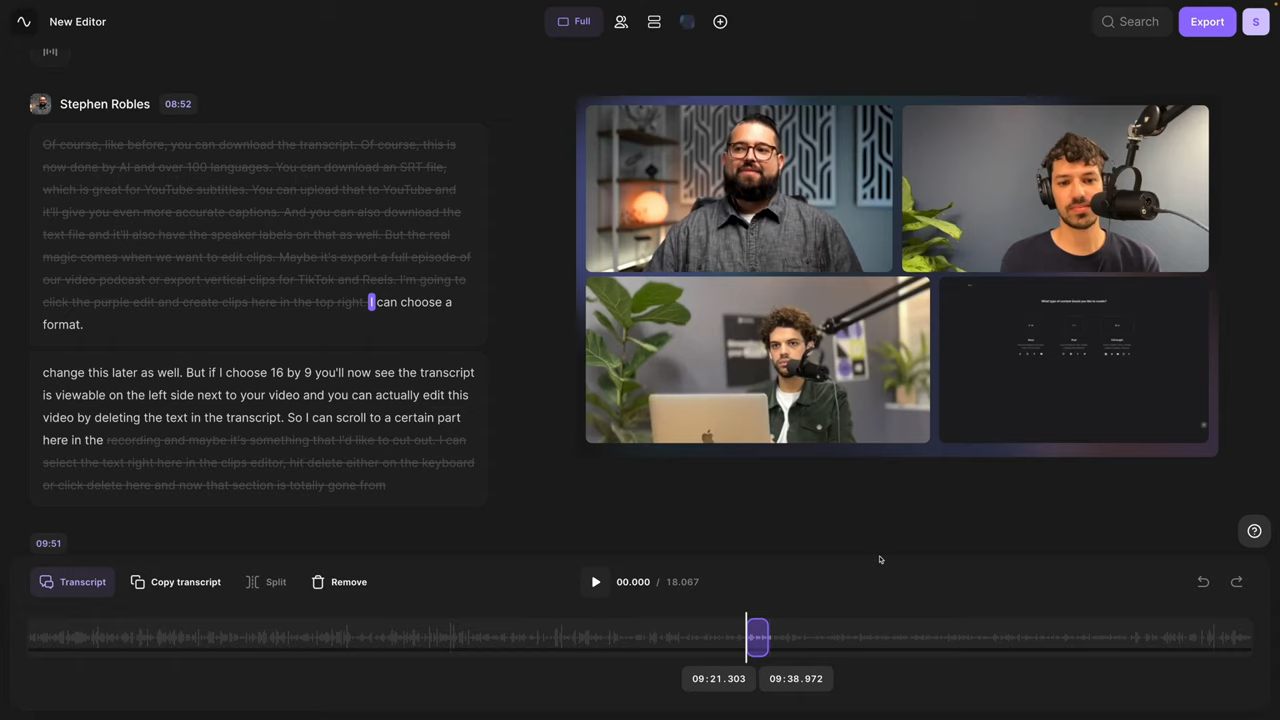 New Editor
Full
Search
Export
S
Stephen Robles
08:52
Of course, like before, you can download the transcript. Of course, this is
now done by AI and over 100 languages. You can download an SRT file,
which is great for YouTube subtitles. You can upload that to YouTube and
it'll give you even more accurate captions. And you can also download the
text file and it'll also have the speaker labels on that as well. But the real
magic comes when we want to edit clips. Maybe it's export a full episode of
our video podcast or export vertical clips for TikTok and Reels. I'm going to
click the purple edit and create clips here in the top right. I can choose a
format.
change this later as well. But if I choose 16 by 9 you'll now see the transcript
is viewable on the left side next to your video and you can actually edit this
video by deleting the text in the transcript. So I can scroll to a certain part
here in the recording and maybe it's something that I'd like to cut out. I can
select the text right here in the clips editor, hit delete either on the keyboard
or click delete here and now that section is totally gone from
What type of content would you like to create?
09:51
Transcript
Copy transcript
Split
Remove
00.000 / 18.067
09:21.303
09:38.972